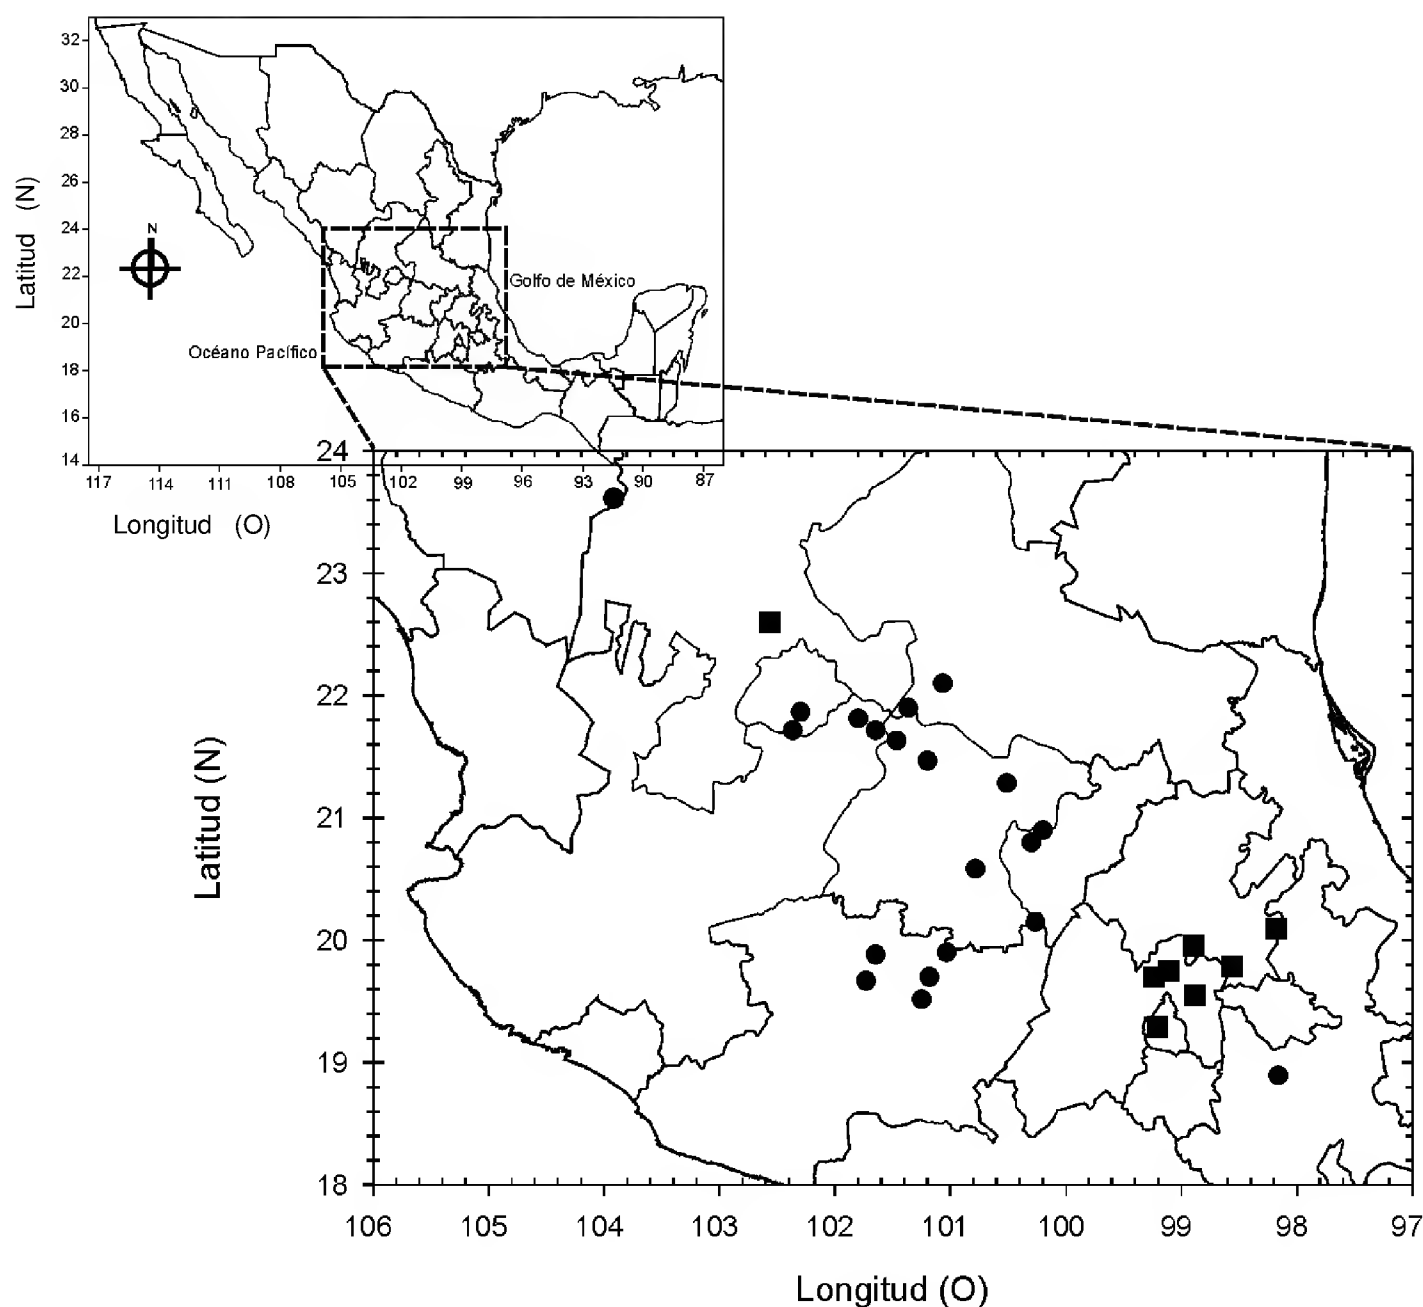 32
30
28
26
24
22
20
18
16
14
Latitud (N)
N
Golfo de México
Océano Pacífico
117 114 111 108 105 102 99 96 93 90 87
Longitud (O)
24
23
22
21
20
19
18
Latitud (N)
106 105 104 103 102 101 100 99 98 97
Longitud (O)